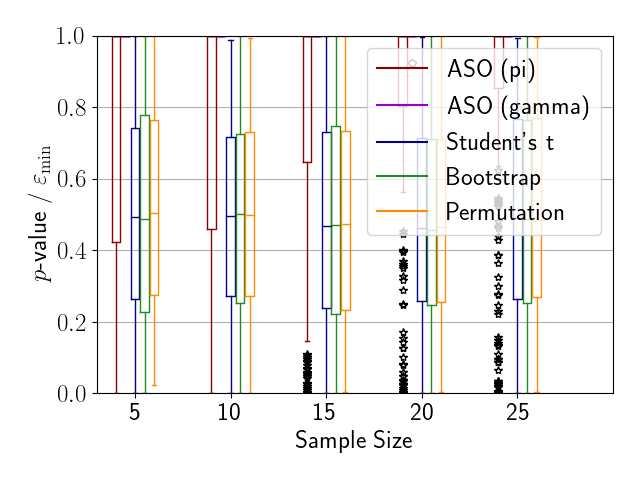 1.0
0.8
0.6
0.4
0.2
0.0
p-value / εmin
5
10
15
20
25
Sample Size
ASO (pi)
ASO (gamma)
Student's t
Bootstrap
Permutation